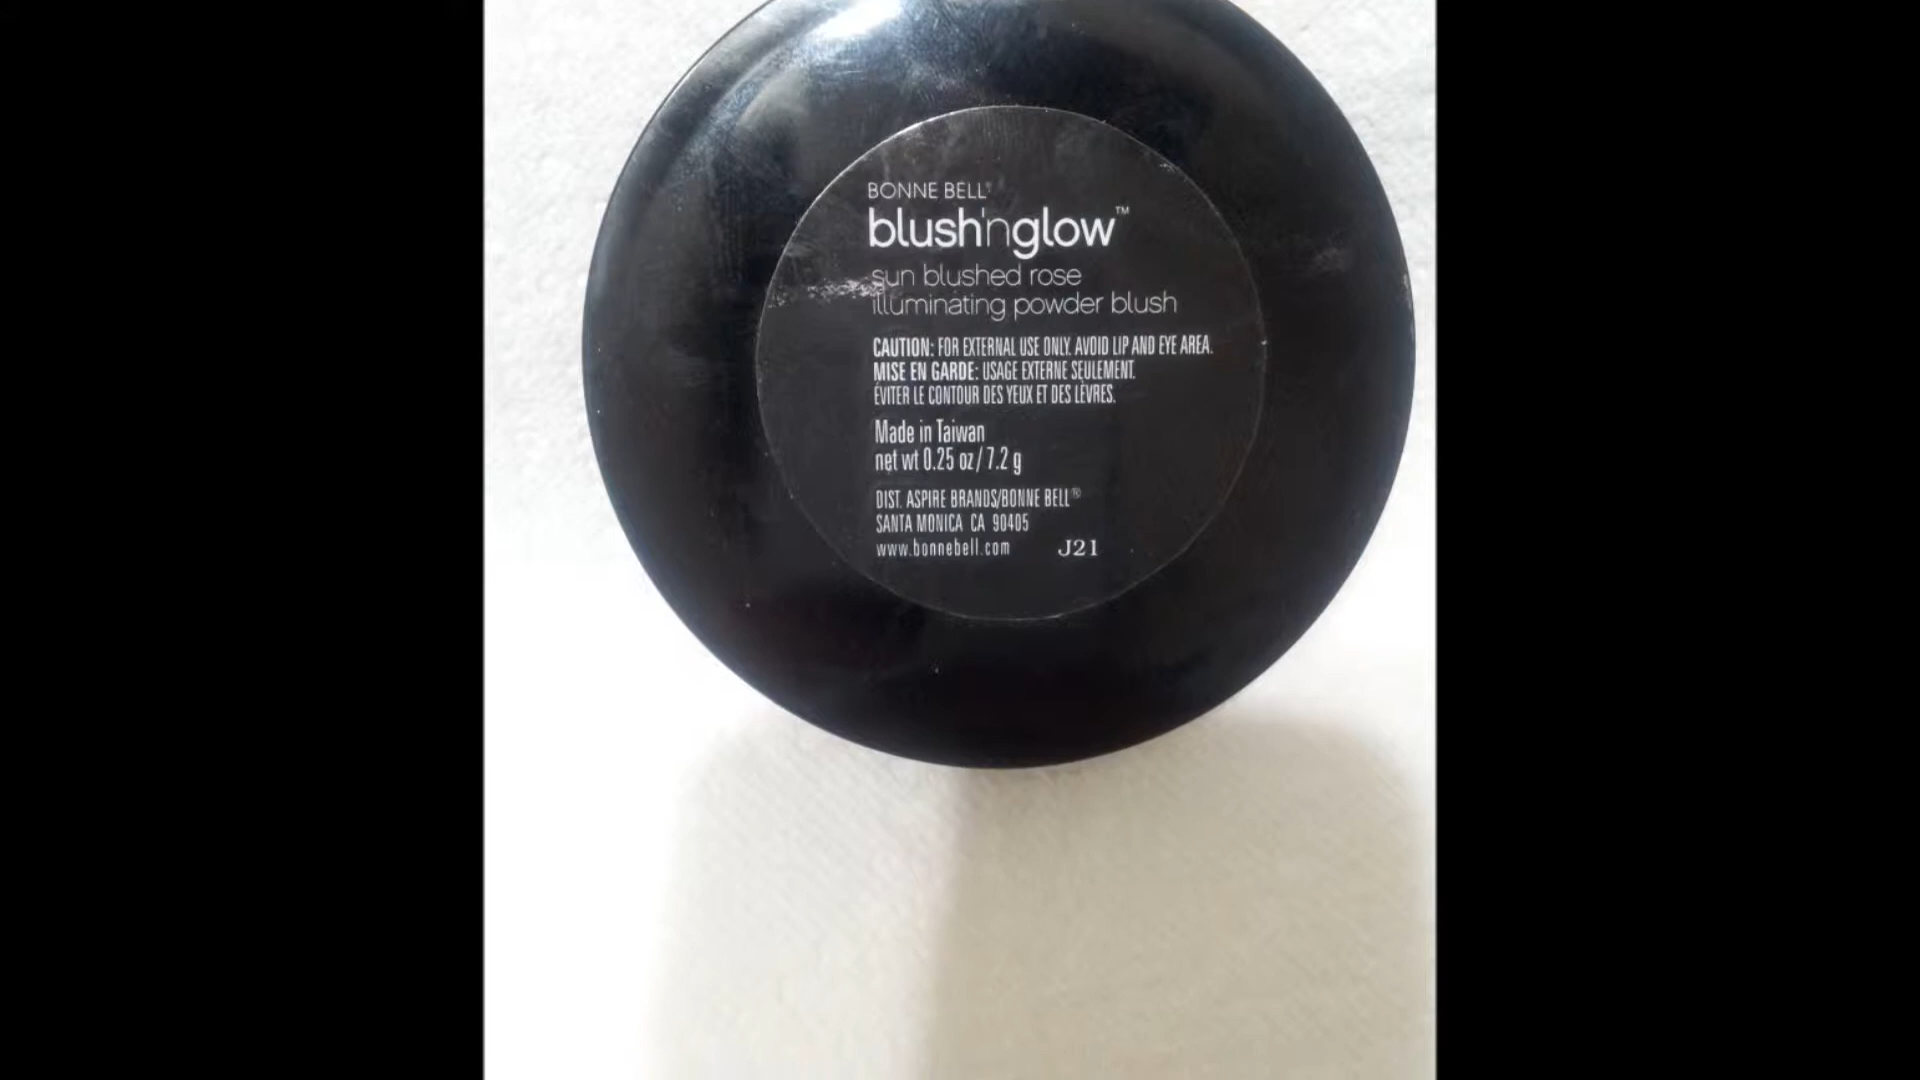 BONNE BELL®
blush'nglow™
sun blushed rose
illuminating powder blush
CAUTION: FOR EXTERNAL USE ONLY. AVOID LIP AND EYE AREA.
MISE EN GARDE: USAGE EXTERNE SEULEMENT.
ÉVITER LE CONTOUR DES YEUX ET DES LÈVRES.
Made in Taiwan
net wt 0.25 oz/7.2 g
DIST. ASPIRE BRANDS/BONNE BELL®
SANTA MONICA CA 90405
www.bonnebell.com J21